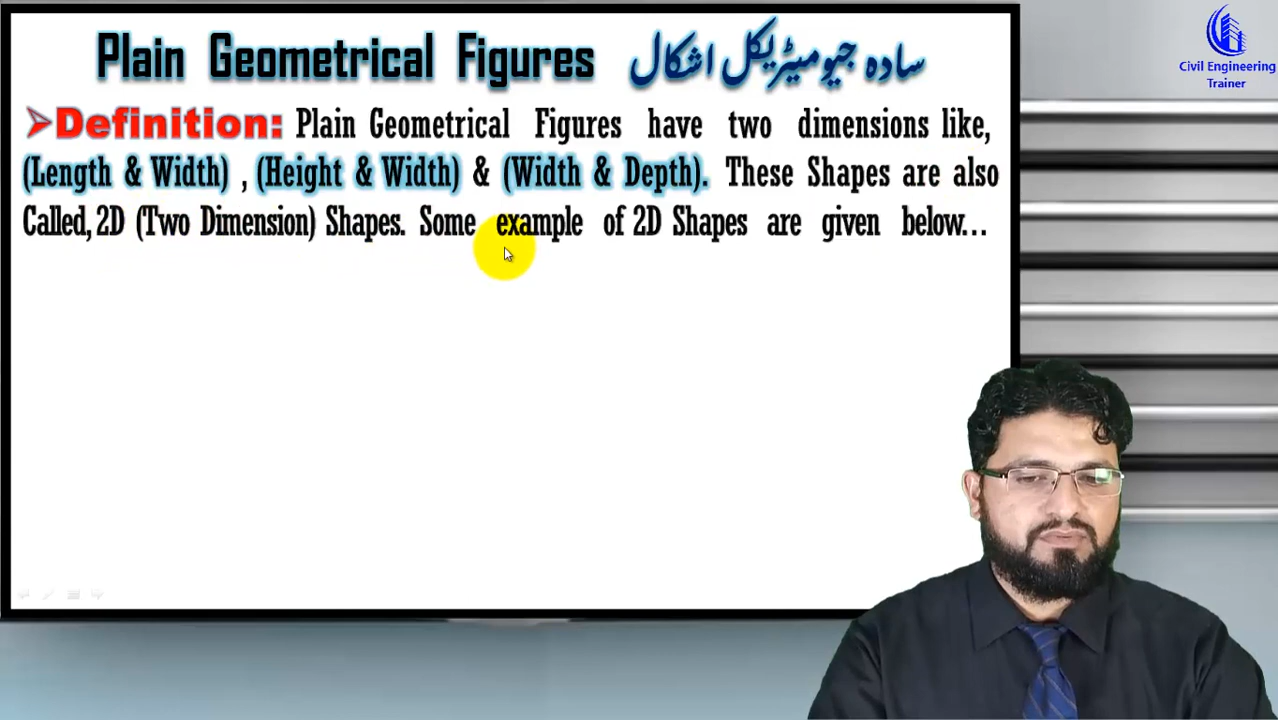 Plain Geometrical Figures سادہ جیومیٹریکل اشکال
Definition: Plain Geometrical Figures have two dimensions like,
(Length & Width) , (Height & Width) & (Width & Depth). These Shapes are also
Called, 2D (Two Dimension) Shapes. Some example of 2D Shapes are given below...
Civil Engineering
Trainer